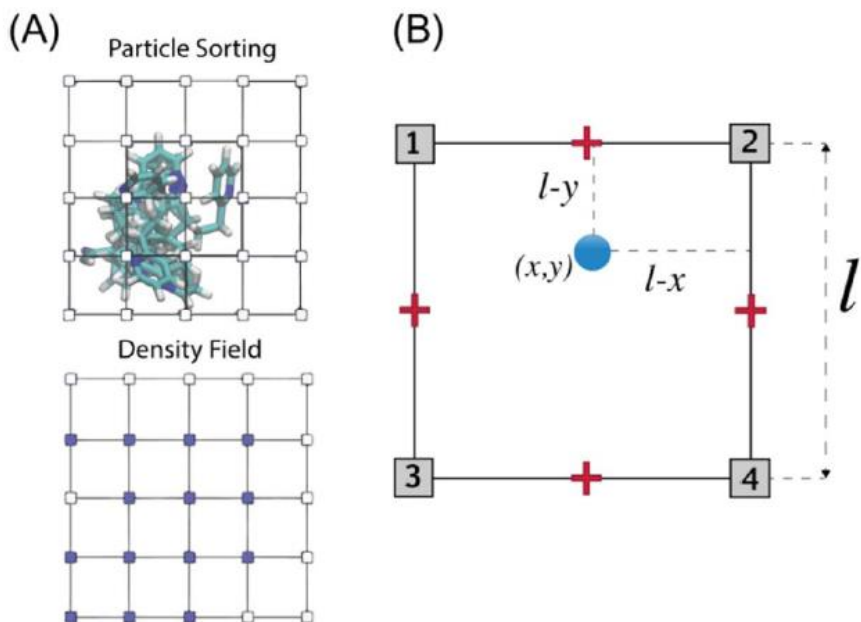 (A)
Particle Sorting
Density Field
(B)
1
2
l-y
(x,y)
l-x
l
3
4